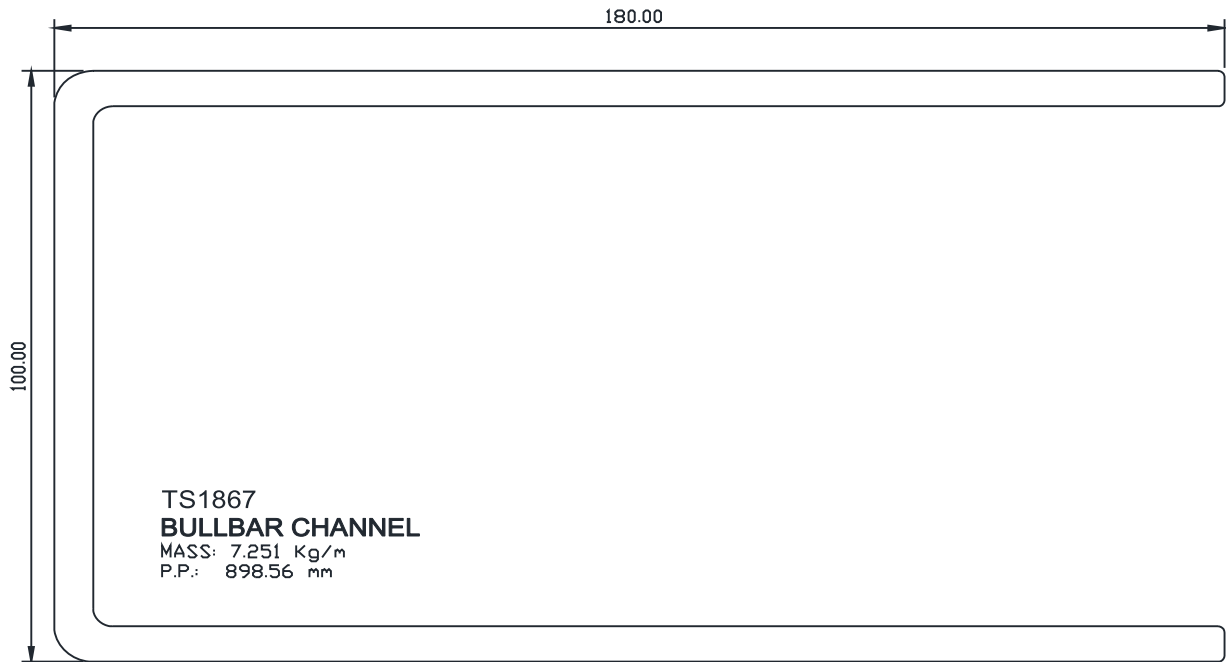 180.00
100.00
TS1867
BULLBAR CHANNEL
MASS: 7.251 Kg/m
P.P.: 898.56 mm